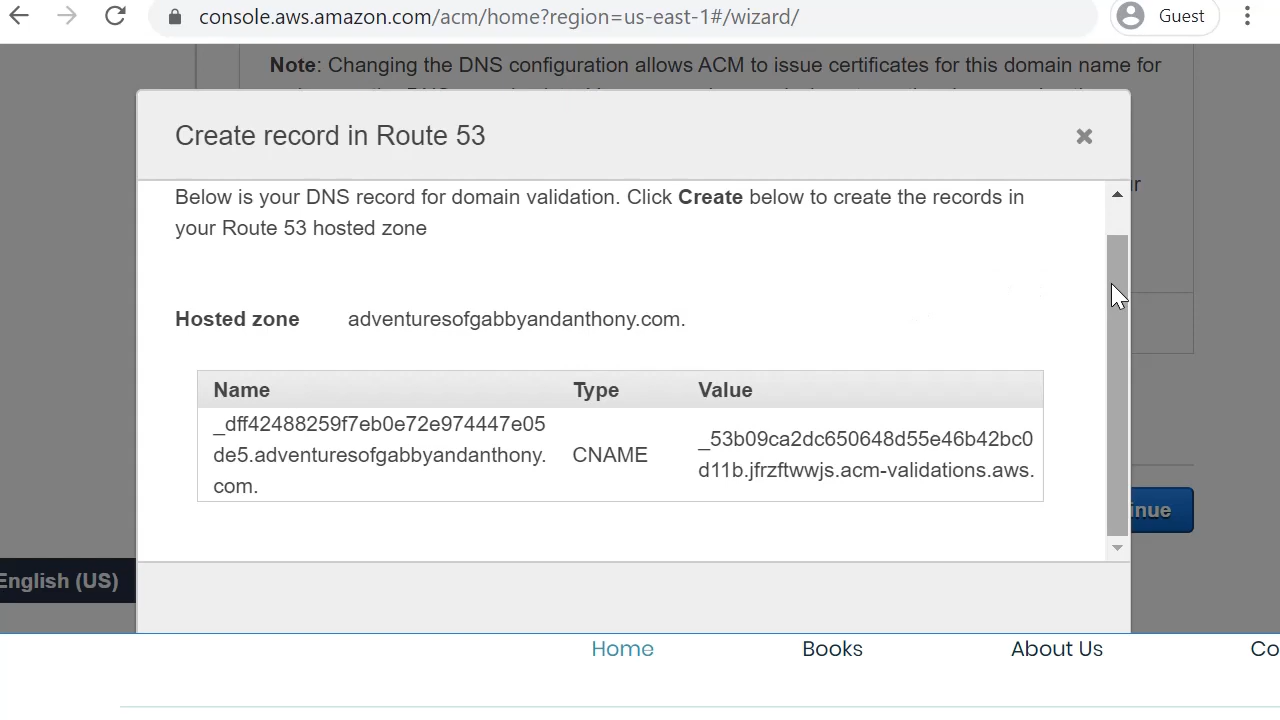 console.aws.amazon.com/acm/home?region=us-east-1#/wizard/
Guest
Note: Changing the DNS configuration allows ACM to issue certificates for this domain name for
Create record in Route 53
Below is your DNS record for domain validation. Click Create below to create the records in
your Route 53 hosted zone
Hosted zone adventuresofgabbyandanthony.com.
Name Type Value
_dff42488259f7eb0e72e974447e05
de5.adventuresofgabbyandanthony.
com.
CNAME
_53b09ca2dc650648d55e46b42bc0
d11b.jfrzftwwjs.acm-validations.aws.
ur
inue
English (US)
Home Books About Us Co